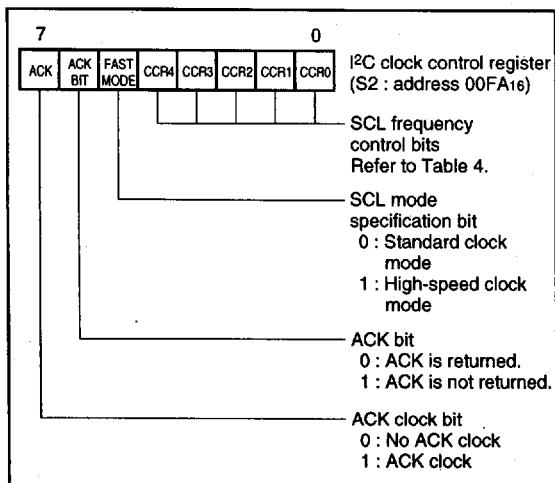 7 0
ACK ACK BIT FAST MODE CCR4 CCR3 CCR2 CCR1 CCR0
I²C clock control register
(S2 : address 00FA₁₆)
SCL frequency
control bits
Refer to Table 4.
SCL mode
specification bit
0 : Standard clock
mode
1 : High-speed clock
mode
ACK bit
0 : ACK is returned.
1 : ACK is not returned.
ACK clock bit
0 : No ACK clock
1 : ACK clock